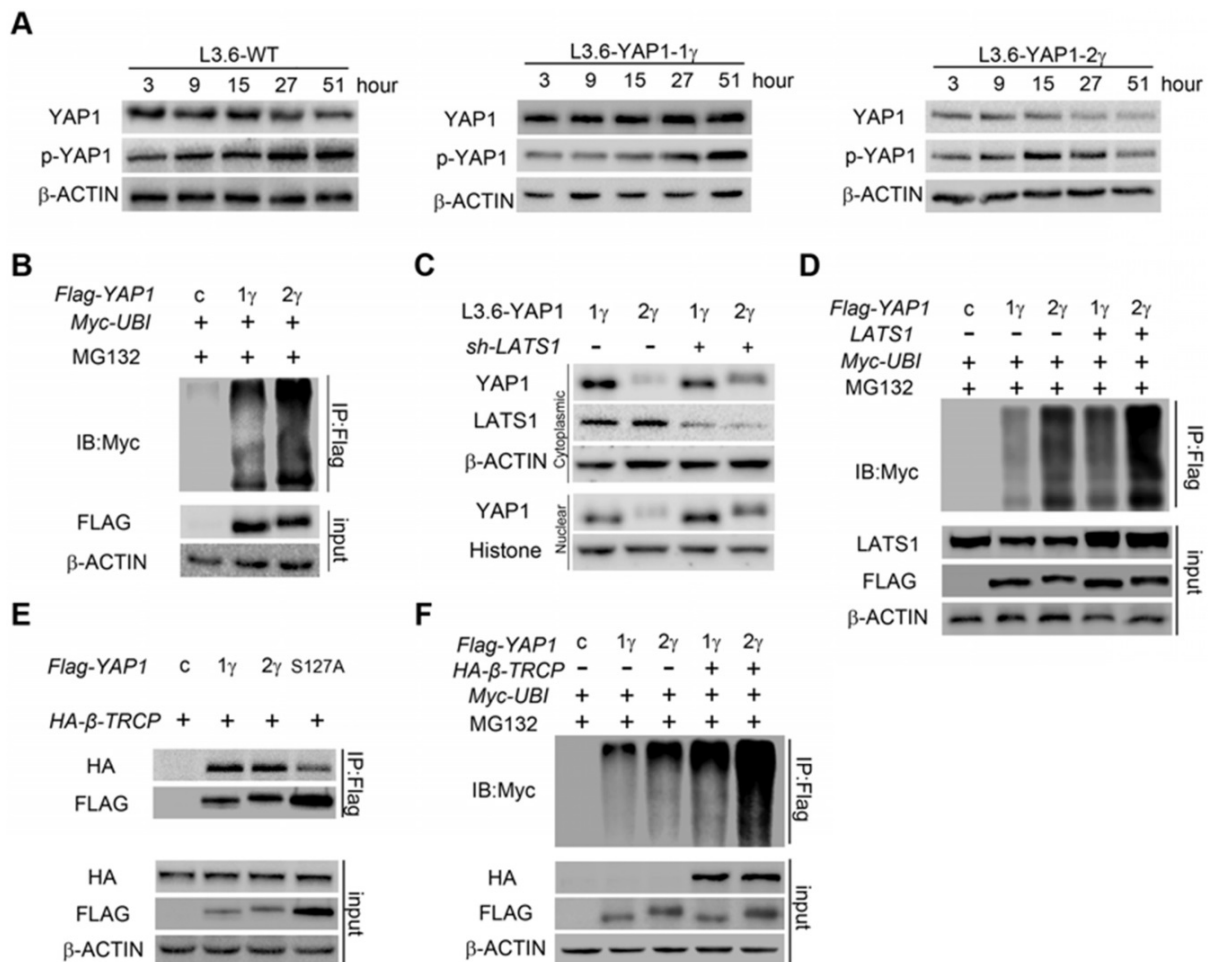 A
L3.6-WT
3 9 15 27 51 hour
YAP1
p-YAP1
β-ACTIN
L3.6-YAP1-1γ
3 9 15 27 51 hour
YAP1
p-YAP1
β-ACTIN
L3.6-YAP1-2γ
3 9 15 27 51 hour
YAP1
p-YAP1
β-ACTIN
B
Flag-YAP1 c 1γ 2γ
Myc-UBI + + +
MG132 + + +
IB:Myc
IP:Flag
FLAG
β-ACTIN
input
C
L3.6-YAP1 1γ 2γ 1γ 2γ
sh-LATS1 - - + +
YAP1
LATS1
β-ACTIN
Cytoplasmic
YAP1
Histone
Nuclear
D
Flag-YAP1 c 1γ 2γ 1γ 2γ
LATS1 - - - + +
Myc-UBI + + + + +
MG132 + + + + +
IB:Myc
IP:Flag
LATS1
FLAG
β-ACTIN
input
E
Flag-YAP1 c 1γ 2γ S127A
HA-β-TRCP + + + +
HA
FLAG
IP:Flag
HA
FLAG
β-ACTIN
input
F
Flag-YAP1 c 1γ 2γ 1γ 2γ
HA-β-TRCP - - - + +
Myc-UBI + + + + +
MG132 + + + + +
IB:Myc
IP:Flag
HA
FLAG
β-ACTIN
input